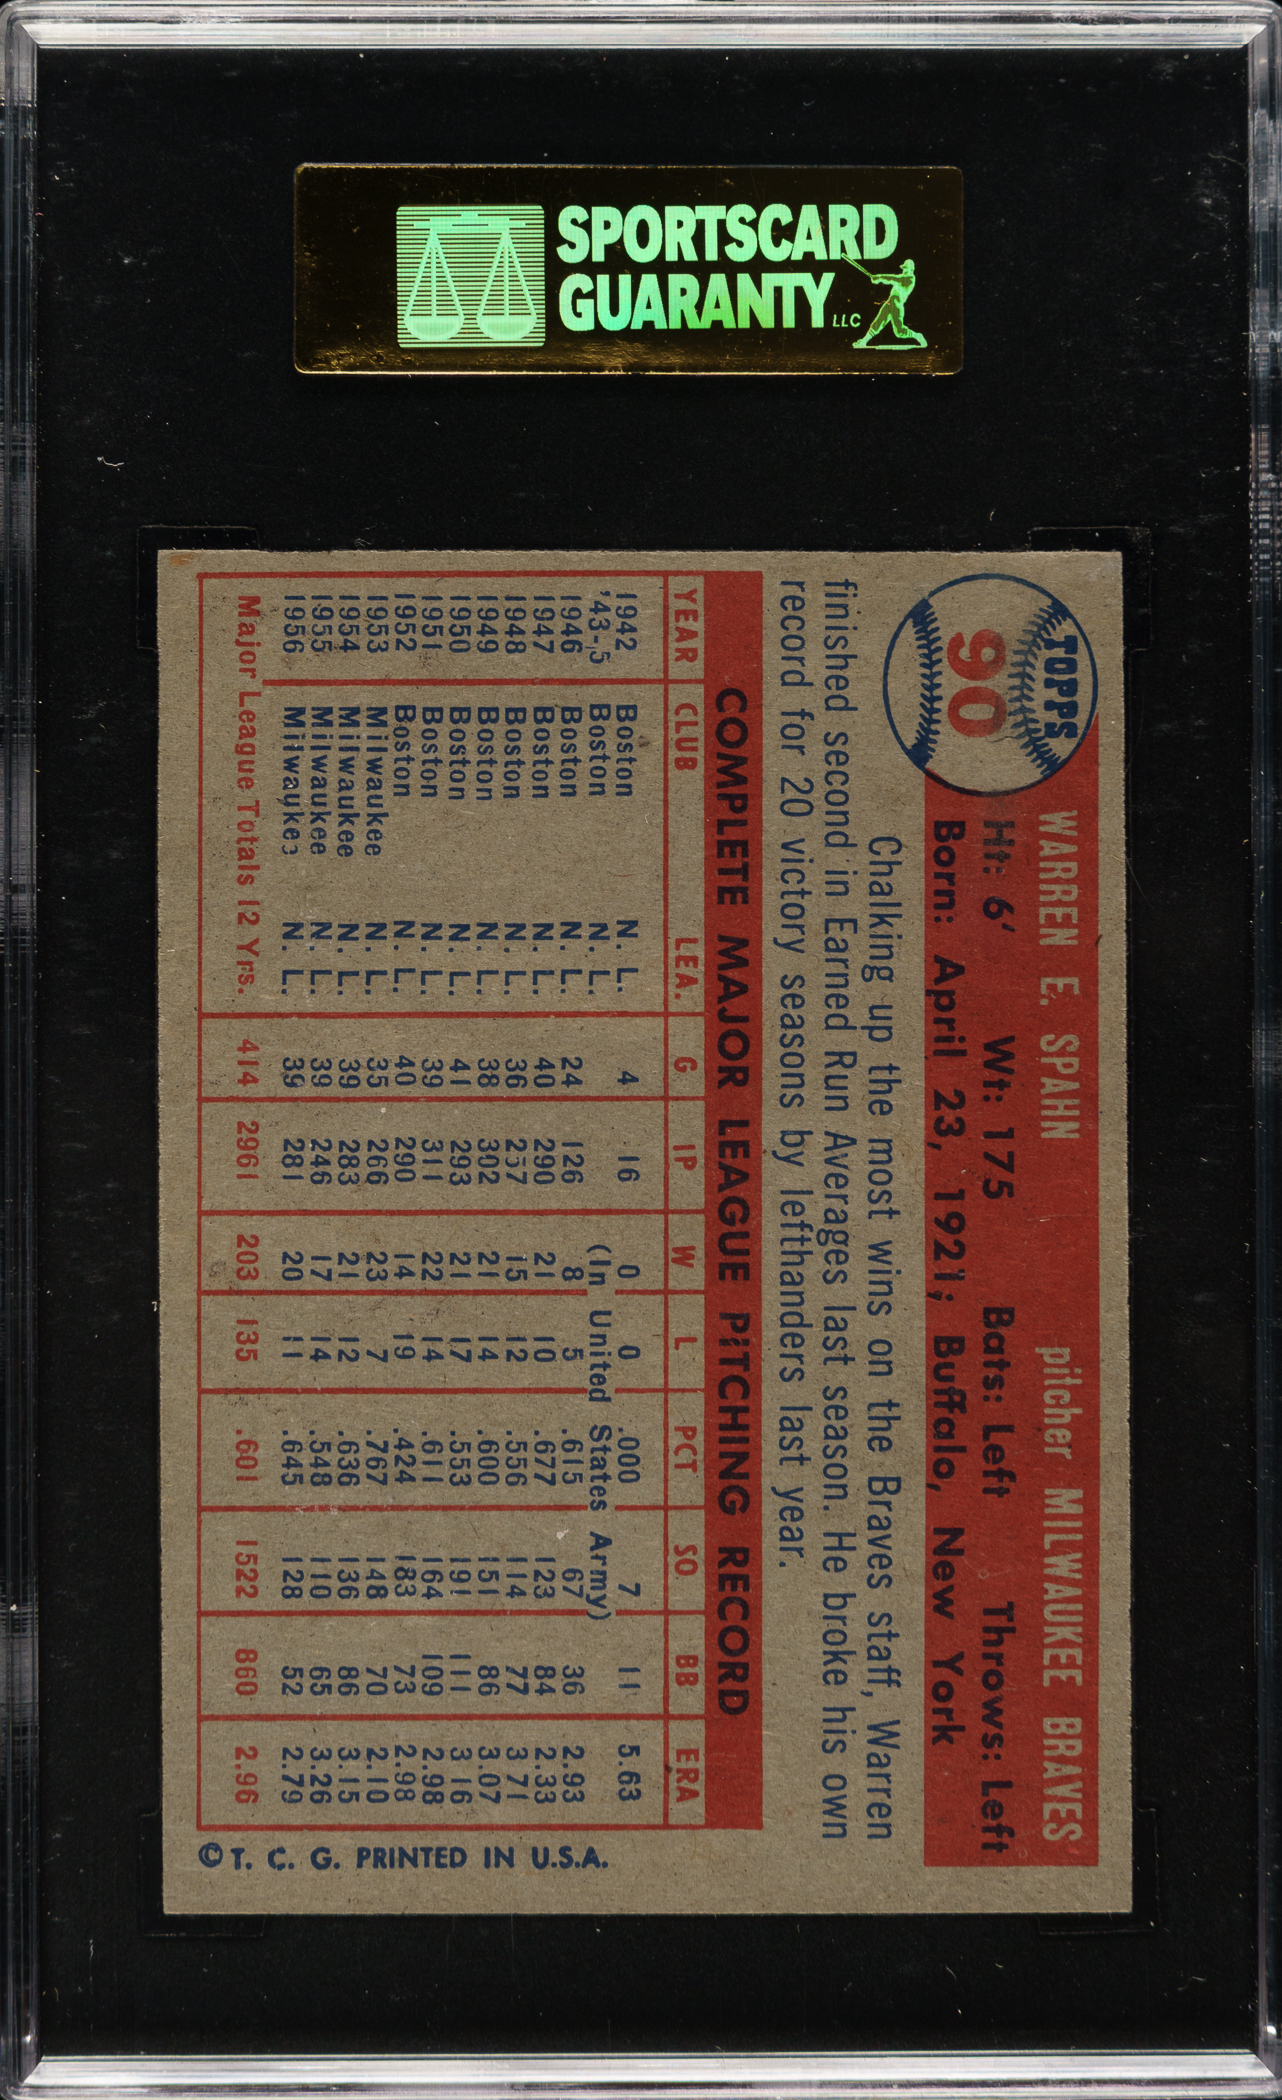 SPORTSCARD
GUARANTY LLC
TOPPS
90
WARREN E. SPAHN pitcher MILWAUKEE BRAVES
Ht: 6' Wt: 175 Bats: Left Throws: Left
Born: April 23, 1921; Buffalo, New York
Chalking up the most wins on the Braves staff, Warren
finished second in Earned Run Averages last season. He broke his own
record for 20 victory seasons by lefthanders last year.
COMPLETE MAJOR LEAGUE PITCHING RECORD
YEAR CLUB LEA. G IP W L PCT SO BB ERA
1942 Boston N. L. 4 16 0 0 .000 7 11 5.63
'43-,5 Boston N. L. (In United States Army)
1946 Boston N. L. 24 126 8 5 .615 67 36 2.93
1947 Boston N. L. 40 290 21 10 .677 123 84 2.33
1948 Boston N. L. 36 257 15 12 .556 114 77 3.71
1949 Boston N. L. 38 302 21 14 .600 151 86 3.07
1950 Boston N. L. 41 293 21 17 .553 191 111 3.16
1951 Boston N. L. 39 311 22 14 .611 164 109 2.98
1952 Boston N. L. 40 290 14 19 .424 183 73 2.98
1953 Milwaukee N. L. 35 266 23 7 .767 148 70 2.10
1954 Milwaukee N. L. 39 283 21 12 .636 136 86 3.15
1955 Milwaukee N. L. 39 246 17 14 .548 110 65 3.26
1956 Milwaukee N. L. 39 281 20 11 .645 128 52 2.79
Major League Totals 12 Yrs. 414 2961 203 135 .601 1522 860 2.96
© T. C. G. PRINTED IN U.S.A.